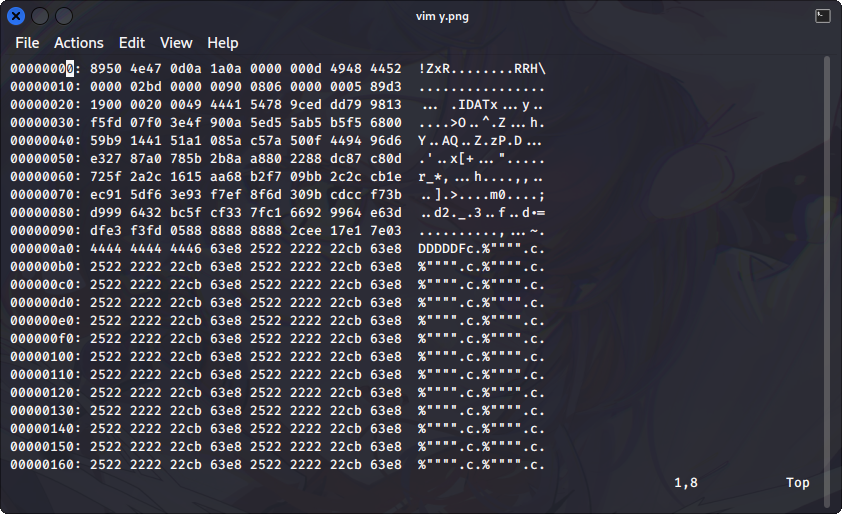 vim y.png
File Actions Edit View Help
00000000: 8950 4e47 0d0a 1a0a 0000 000d 4948 4452  !ZxR........RRH\
00000010: 0000 02bd 0000 0090 0806 0000 0005 89d3  ................
00000020: 1900 0020 0049 4441 5478 9ced dd79 9813  ... .IDATx...y..
00000030: f5fd 07f0 3e4f 900a 5ed5 5ab5 b5f5 6800  ....>O..^.Z...h.
00000040: 59b9 1441 51a1 085a c57a 500f 4494 96d6  Y..AQ..Z.zP.D...
00000050: e327 87a0 785b 2b8a a880 2288 dc87 c80d  .'..x[+...".....
00000060: 725f 2a2c 1615 aa68 b2f7 09bb 2c2c cb1e  r_*,...h....,,..
00000070: ec91 5df6 3e93 f7ef 8f6d 309b cdcc f73b  ..].>....m0....;
00000080: d999 6432 bc5f cf33 7fc1 6692 9964 e63d  ..d2._.3..f..d.=
00000090: dfe3 f3fd 0588 8888 8888 2cee 17e1 7e03  ..........,...~.
000000a0: 4444 4444 4446 63e8 2522 2222 22cb 63e8  DDDDDFc.%"""".c.
000000b0: 2522 2222 22cb 63e8 2522 2222 22cb 63e8  %"""".c.%"""".c.
000000c0: 2522 2222 22cb 63e8 2522 2222 22cb 63e8  %"""".c.%"""".c.
000000d0: 2522 2222 22cb 63e8 2522 2222 22cb 63e8  %"""".c.%"""".c.
000000e0: 2522 2222 22cb 63e8 2522 2222 22cb 63e8  %"""".c.%"""".c.
000000f0: 2522 2222 22cb 63e8 2522 2222 22cb 63e8  %"""".c.%"""".c.
00000100: 2522 2222 22cb 63e8 2522 2222 22cb 63e8  %"""".c.%"""".c.
00000110: 2522 2222 22cb 63e8 2522 2222 22cb 63e8  %"""".c.%"""".c.
00000120: 2522 2222 22cb 63e8 2522 2222 22cb 63e8  %"""".c.%"""".c.
00000130: 2522 2222 22cb 63e8 2522 2222 22cb 63e8  %"""".c.%"""".c.
00000140: 2522 2222 22cb 63e8 2522 2222 22cb 63e8  %"""".c.%"""".c.
00000150: 2522 2222 22cb 63e8 2522 2222 22cb 63e8  %"""".c.%"""".c.
00000160: 2522 2222 22cb 63e8 2522 2222 22cb 63e8  %"""".c.%"""".c.
1,8 Top